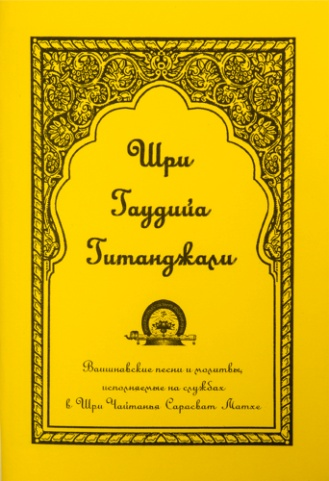 Шри
Гаудийа
Гитанджали
Вайшнавские песни и молитвы,
исполняемые на службах
в Шри Чайтанья Сарасват Матхе